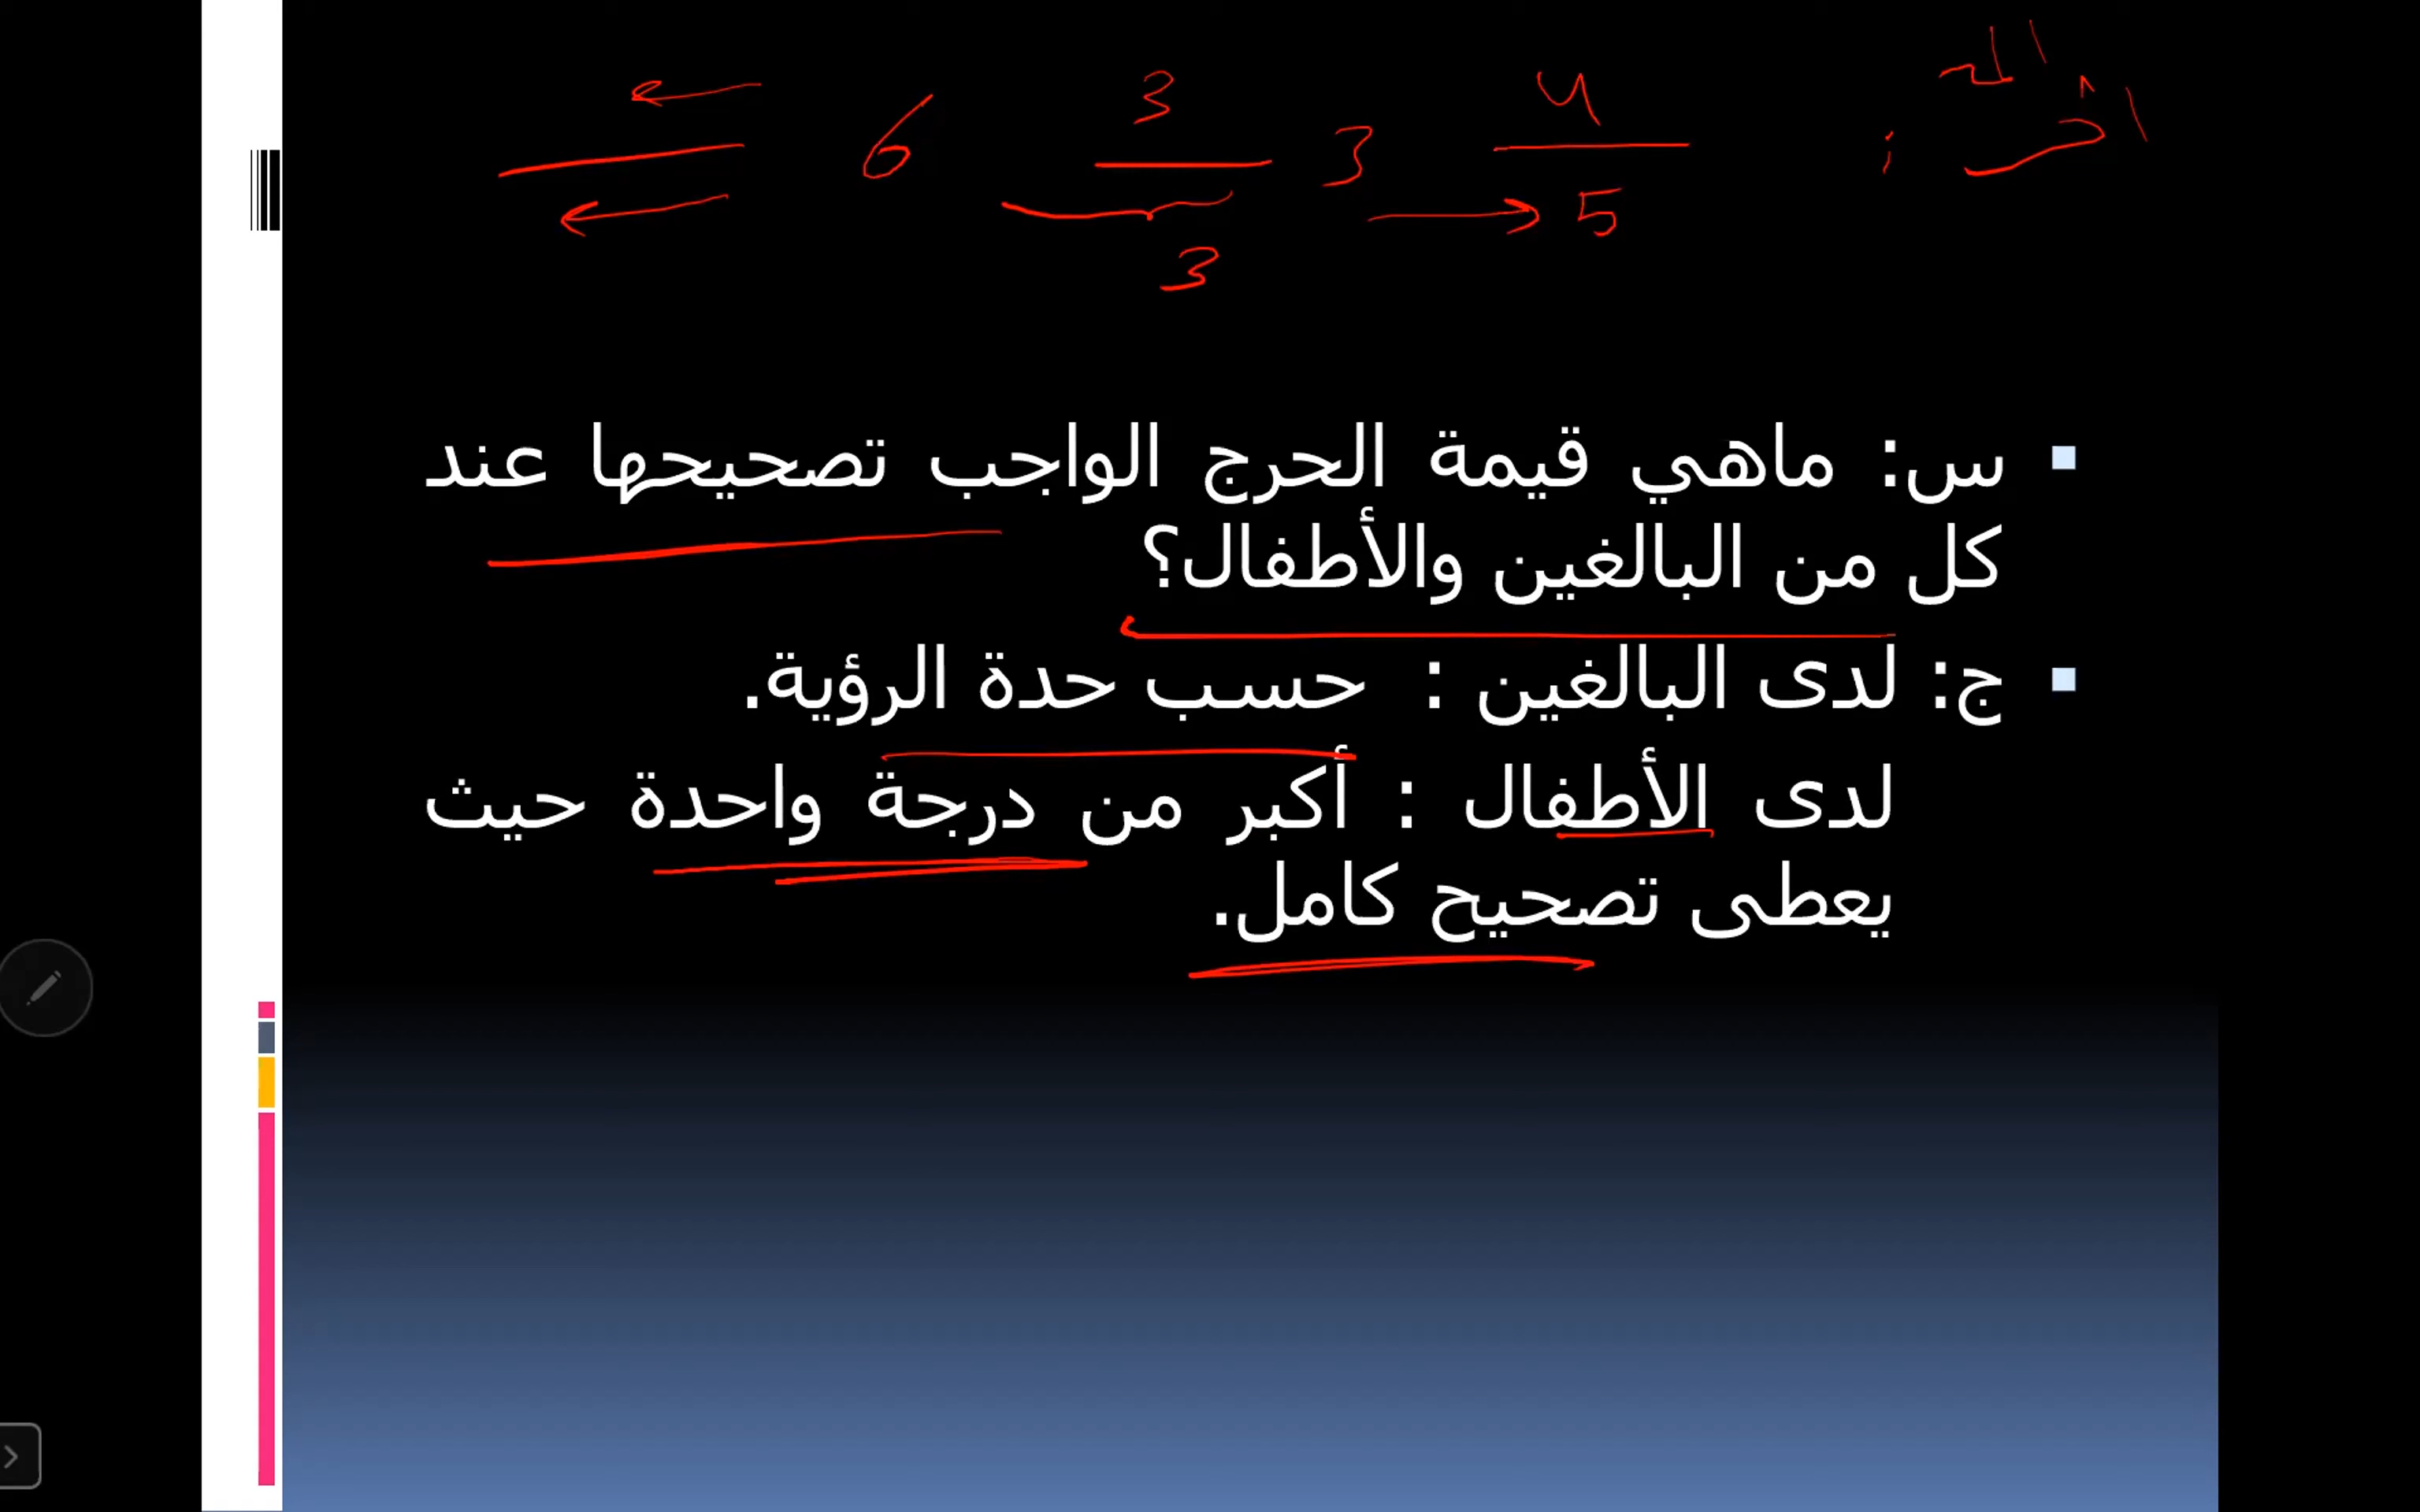 4 3 6
3
5
3
س: ماهي قيمة الحرج الواجب تصحيحها عند
كل من البالغين والأطفال؟
ج: لدى البالغين : حسب حدة الرؤية.
لدى الأطفال : أكبر من درجة واحدة حيث
يعطى تصحيح كامل.